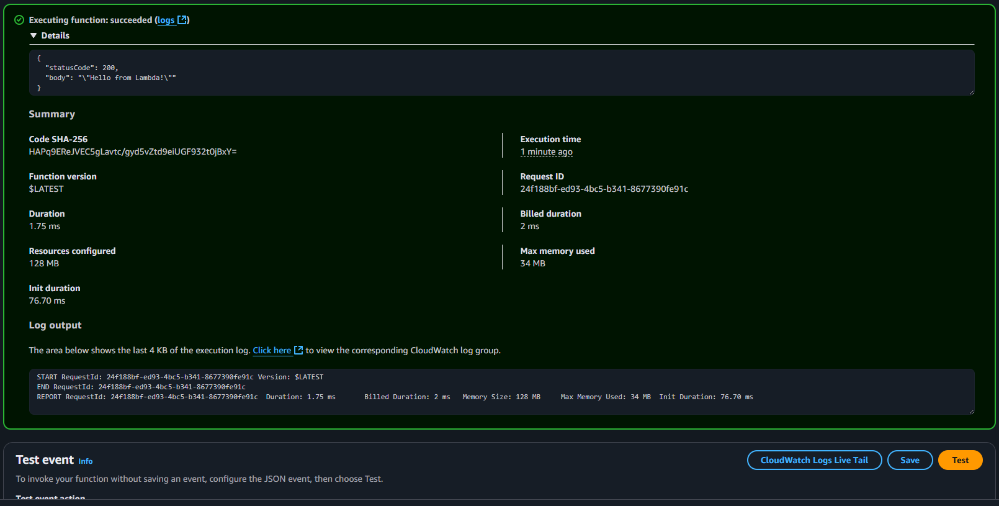 Executing function: succeeded (logs)
Details
{
  "statusCode": 200,
  "body": "\"Hello from Lambda!\""
}
Summary
Code SHA-256
HAPq9EReJVEC5gLavtc/gyd5vZtd9eiUGF932t0jBxY=
Execution time
1 minute ago
Function version
$LATEST
Request ID
24f188bf-ed93-4bc5-b341-8677390fe91c
Duration
1.75 ms
Billed duration
2 ms
Resources configured
128 MB
Max memory used
34 MB
Init duration
76.70 ms
Log output
The area below shows the last 4 KB of the execution log. Click here to view the corresponding CloudWatch log group.
START RequestId: 24f188bf-ed93-4bc5-b341-8677390fe91c Version: $LATEST
END RequestId: 24f188bf-ed93-4bc5-b341-8677390fe91c
REPORT RequestId: 24f188bf-ed93-4bc5-b341-8677390fe91c  Duration: 1.75 ms  Billed Duration: 2 ms  Memory Size: 128 MB  Max Memory Used: 34 MB  Init Duration: 76.70 ms
Test event Info
CloudWatch Logs Live Tail
Save
Test
To invoke your function without saving an event, configure the JSON event, then choose Test.
Test event action